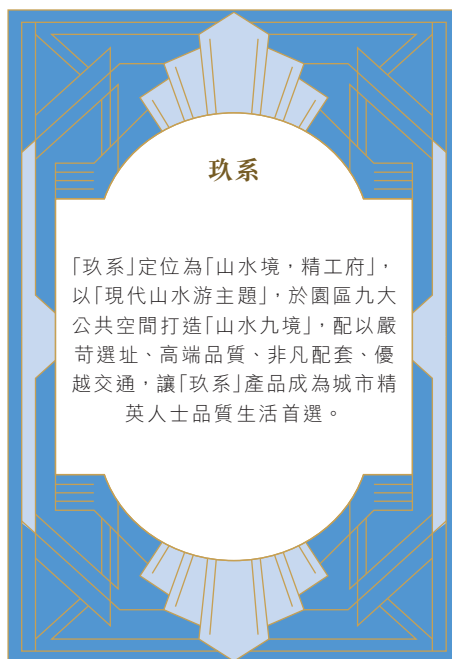 玖系
「玖系」定位為「山水境，精工府」，
以「現代山水游主題」，於園區九大
公共空間打造「山水九境」，配以嚴
苛選址、高端品質、非凡配套、優
越交通，讓「玖系」產品成為城市精
英人士品質生活首選。